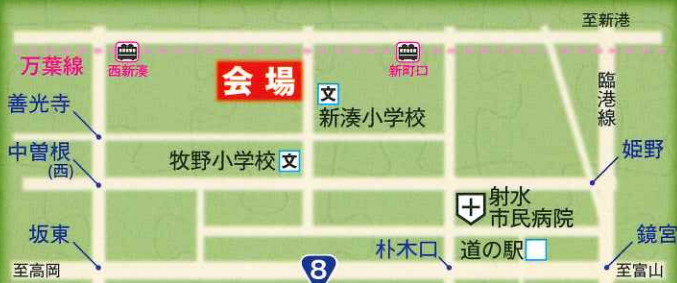 至新港
万葉線
西新湊
新町口
会場
文
新湊小学校
臨港線
善光寺
中曽根
(西)
牧野小学校
文
姫野
射水
市民病院
坂東
朴木口
道の駅
鏡宮
至高岡
8
至富山